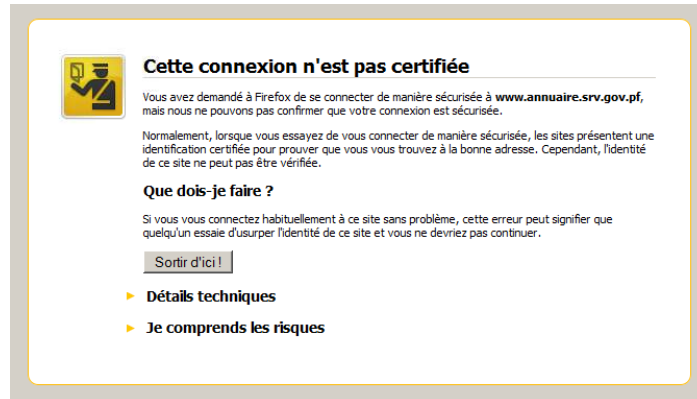 Cette connexion n'est pas certifiée
Vous avez demandé à Firefox de se connecter de manière sécurisée à www.annuaire.srv.gov.pf,
mais nous ne pouvons pas confirmer que votre connexion est sécurisée.
Normalement, lorsque vous essayez de vous connecter de manière sécurisée, les sites présentent une
identification certifiée pour prouver que vous vous trouvez à la bonne adresse. Cependant, l'identité
de ce site ne peut pas être vérifiée.
Que dois-je faire ?
Si vous vous connectez habituellement à ce site sans problème, cette erreur peut signifier que
quelqu'un essaie d'usurper l'identité de ce site et vous ne devriez pas continuer.
Sortir d'ici !
Détails techniques
Je comprends les risques